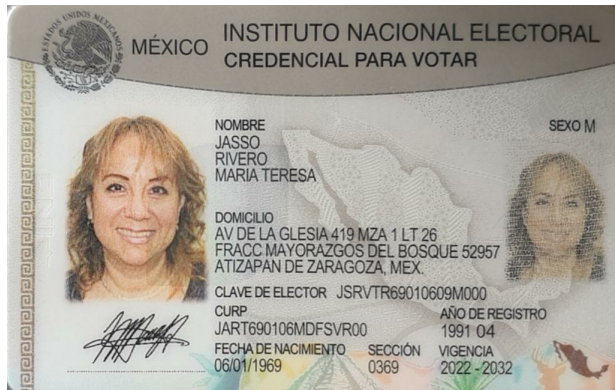 ESTADOS UNIDOS MEXICANOS
MÉXICO INSTITUTO NACIONAL ELECTORAL
CREDENCIAL PARA VOTAR
NOMBRE SEXO M
JASSO
RIVERO
MARIA TERESA
DOMICILIO
AV DE LA GLESIA 419 MZA 1 LT 26
FRACC MAYORAZGOS DEL BOSQUE 52957
ATIZAPAN DE ZARAGOZA, MEX.
CLAVE DE ELECTOR JSRVTR69010609M000
CURP AÑO DE REGISTRO
JART690106MDFSVR00 1991 04
FECHA DE NACIMIENTO SECCIÓN VIGENCIA
06/01/1969 0369 2022 - 2032